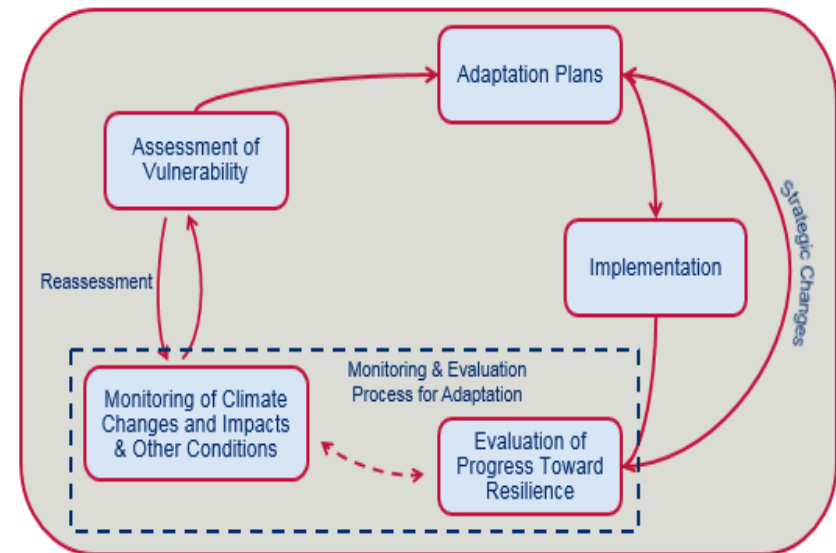 Adaptation Plans
Assessment of
Vulnerability
Strategic Changes
Implementation
Reassessment
Monitoring & Evaluation
Process for Adaptation
Monitoring of Climate
Changes and Impacts
& Other Conditions
Evaluation of
Progress Toward
Resilience